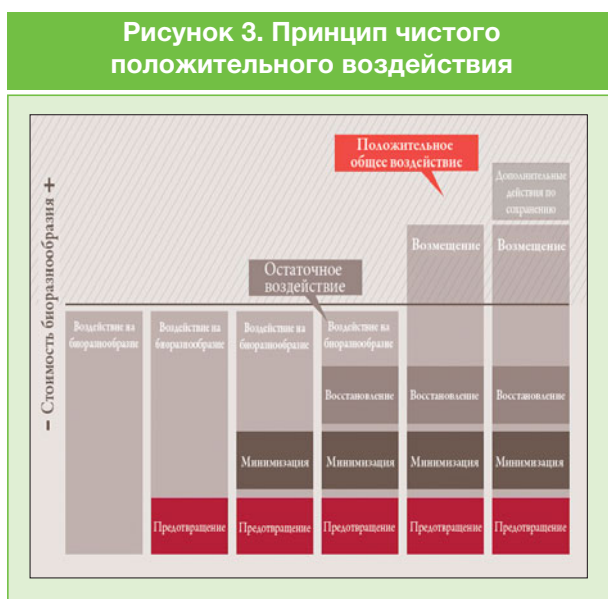 Рисунок 3. Принцип чистого
положительного воздействия
Положительное
общее воздействие
Дополнительные
действия по
сохранению
Возмещение
Возмещение
Остаточное
воздействие
Воздействие на
биоразнообразие
Воздействие на
биоразнообразие
Воздействие на
биоразнообразие
Воздействие на
биоразнообразие
Восстановление
Восстановление
Восстановление
Минимизация
Минимизация
Минимизация
Минимизация
Предотвращение
Предотвращение
Предотвращение
Предотвращение
Предотвращение
− Стоимость биоразнообразия +